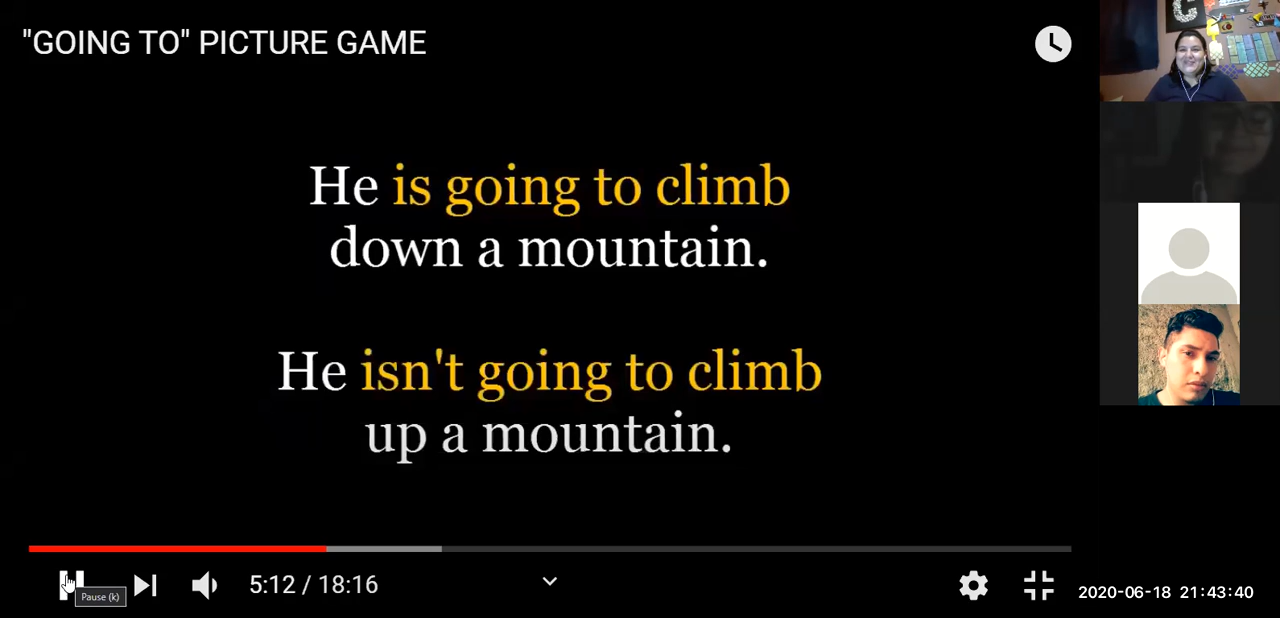 "GOING TO" PICTURE GAME
He is going to climb
down a mountain.
He isn't going to climb
up a mountain.
5:12 / 18:16
Pause (k)
2020-06-18 21:43:40